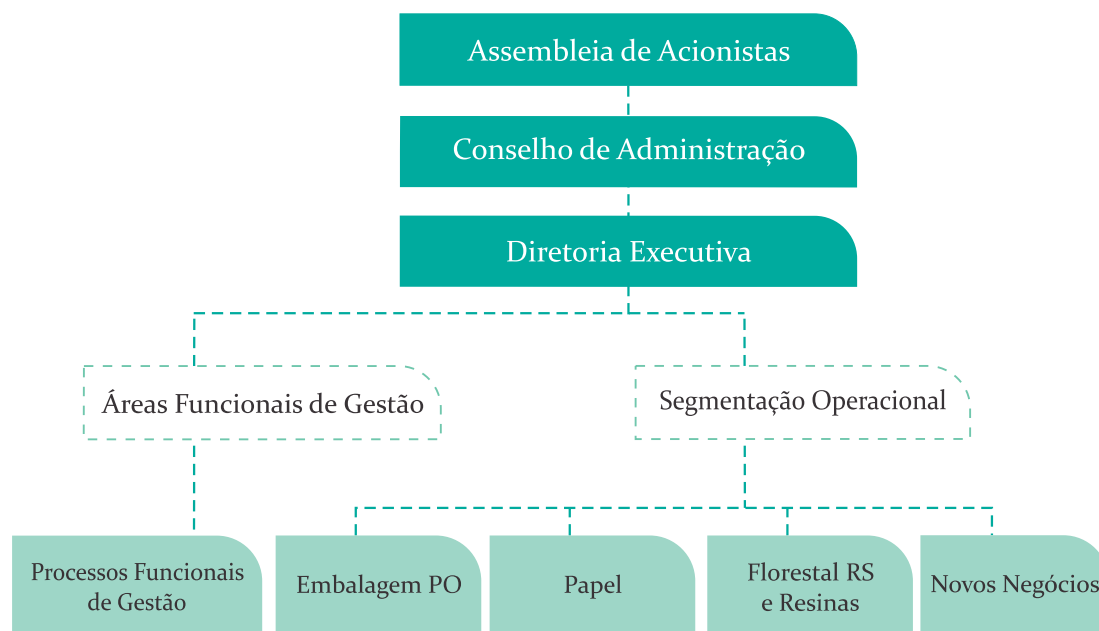 Assembleia de Acionistas
Conselho de Administração
Diretoria Executiva
Áreas Funcionais de Gestão
Segmentação Operacional
Processos Funcionais
de Gestão
Embalagem PO
Papel
Florestal RS
e Resinas
Novos Negócios